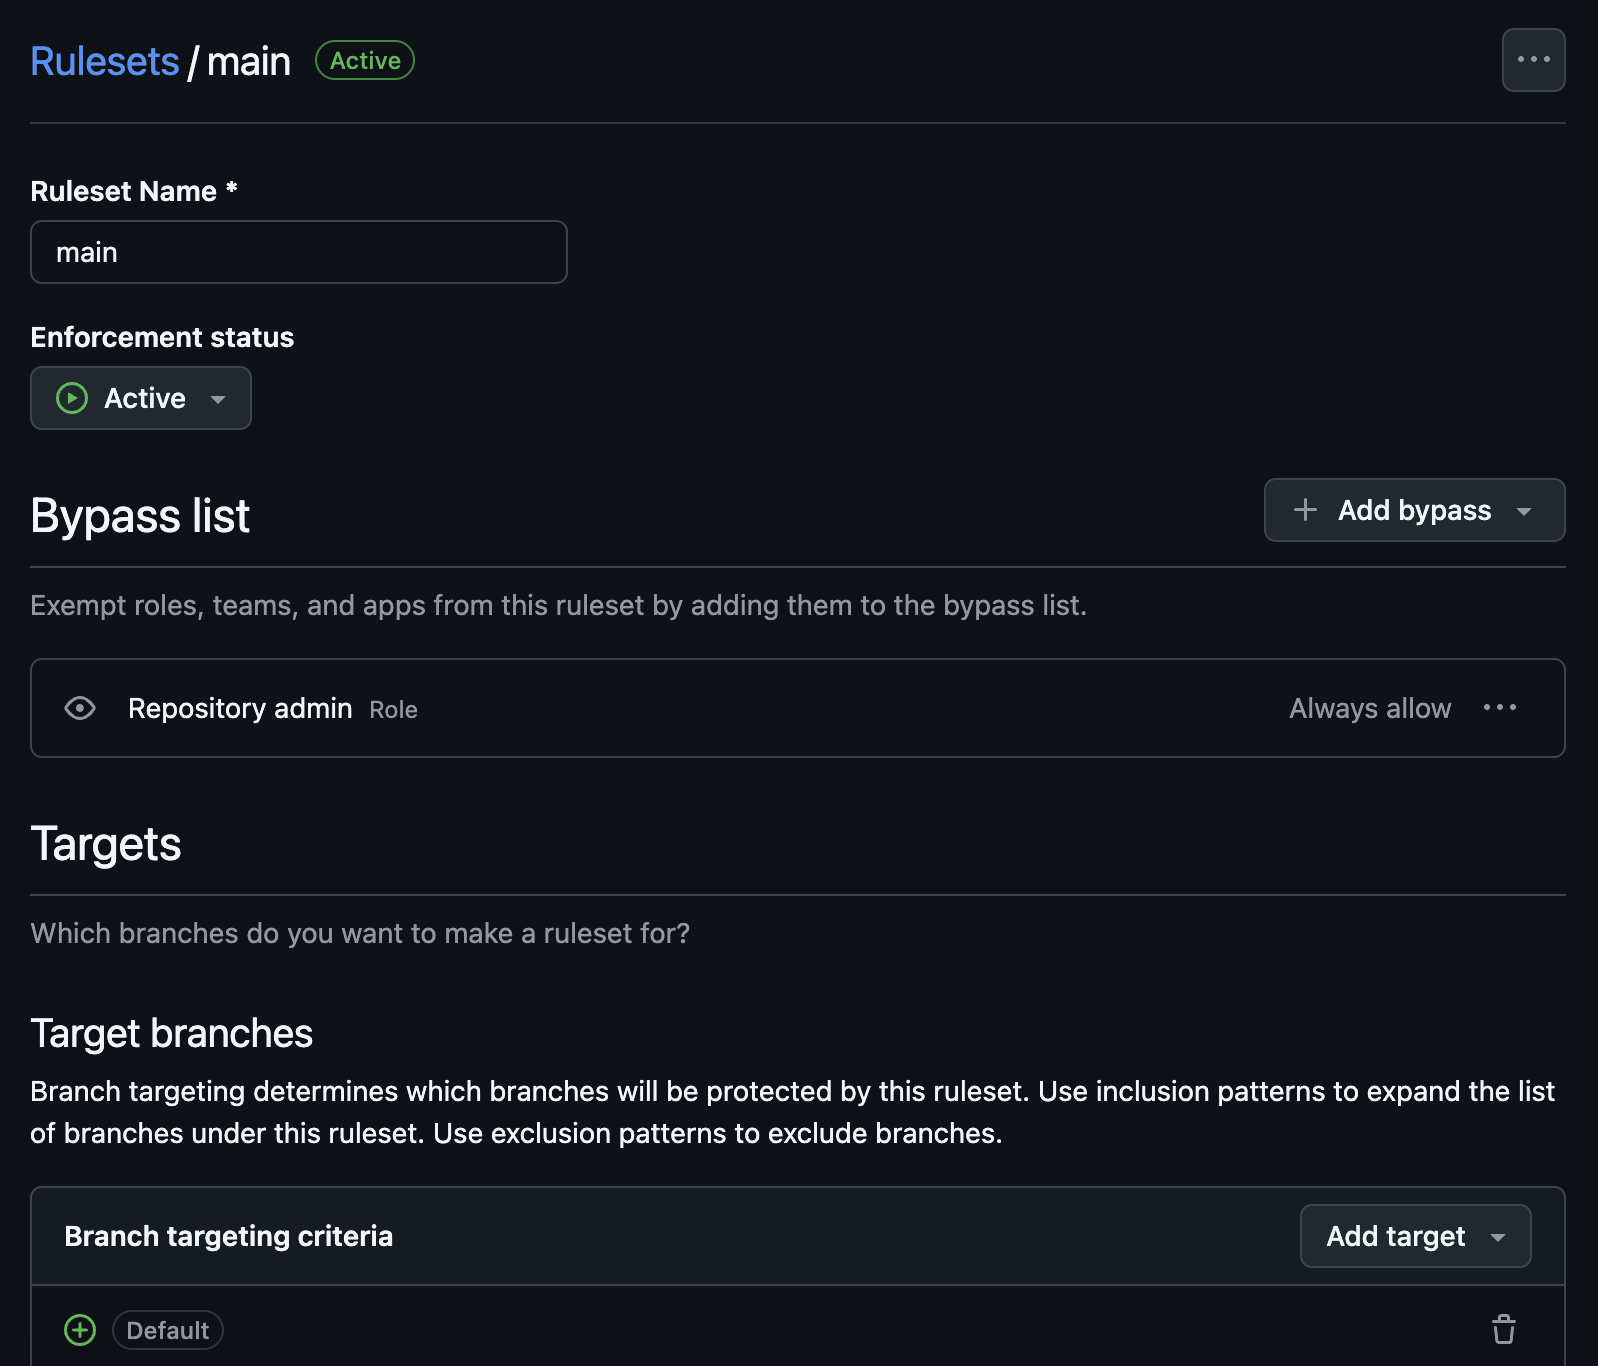 Rulesets / main Active
Ruleset Name *
main
Enforcement status
Active
Bypass list
Add bypass
Exempt roles, teams, and apps from this ruleset by adding them to the bypass list.
Repository admin Role Always allow
Targets
Which branches do you want to make a ruleset for?
Target branches
Branch targeting determines which branches will be protected by this ruleset. Use inclusion patterns to expand the list
of branches under this ruleset. Use exclusion patterns to exclude branches.
Branch targeting criteria
Add target
Default